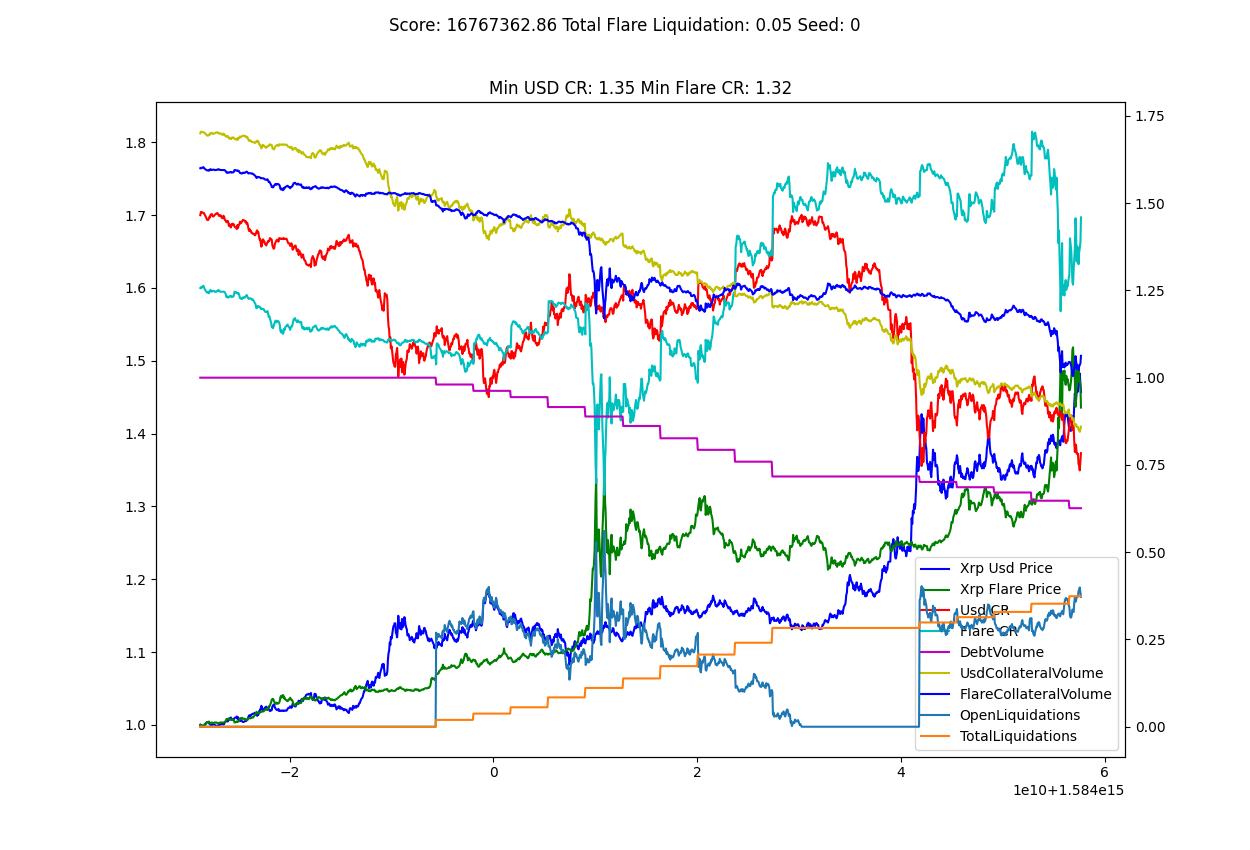 Score: 16767362.86 Total Flare Liquidation: 0.05 Seed: 0
Min USD CR: 1.35 Min Flare CR: 1.32
1.8
1.7
1.6
1.5
1.4
1.3
1.2
1.1
1.0
1.75
1.50
1.25
1.00
0.75
0.50
0.25
0.00
Xrp Usd Price
Xrp Flare Price
Usd CR
Flare CR
DebtVolume
UsdCollateralVolume
FlareCollateralVolume
OpenLiquidations
TotalLiquidations
−2 0 2 4 6
1e10+1.584e15